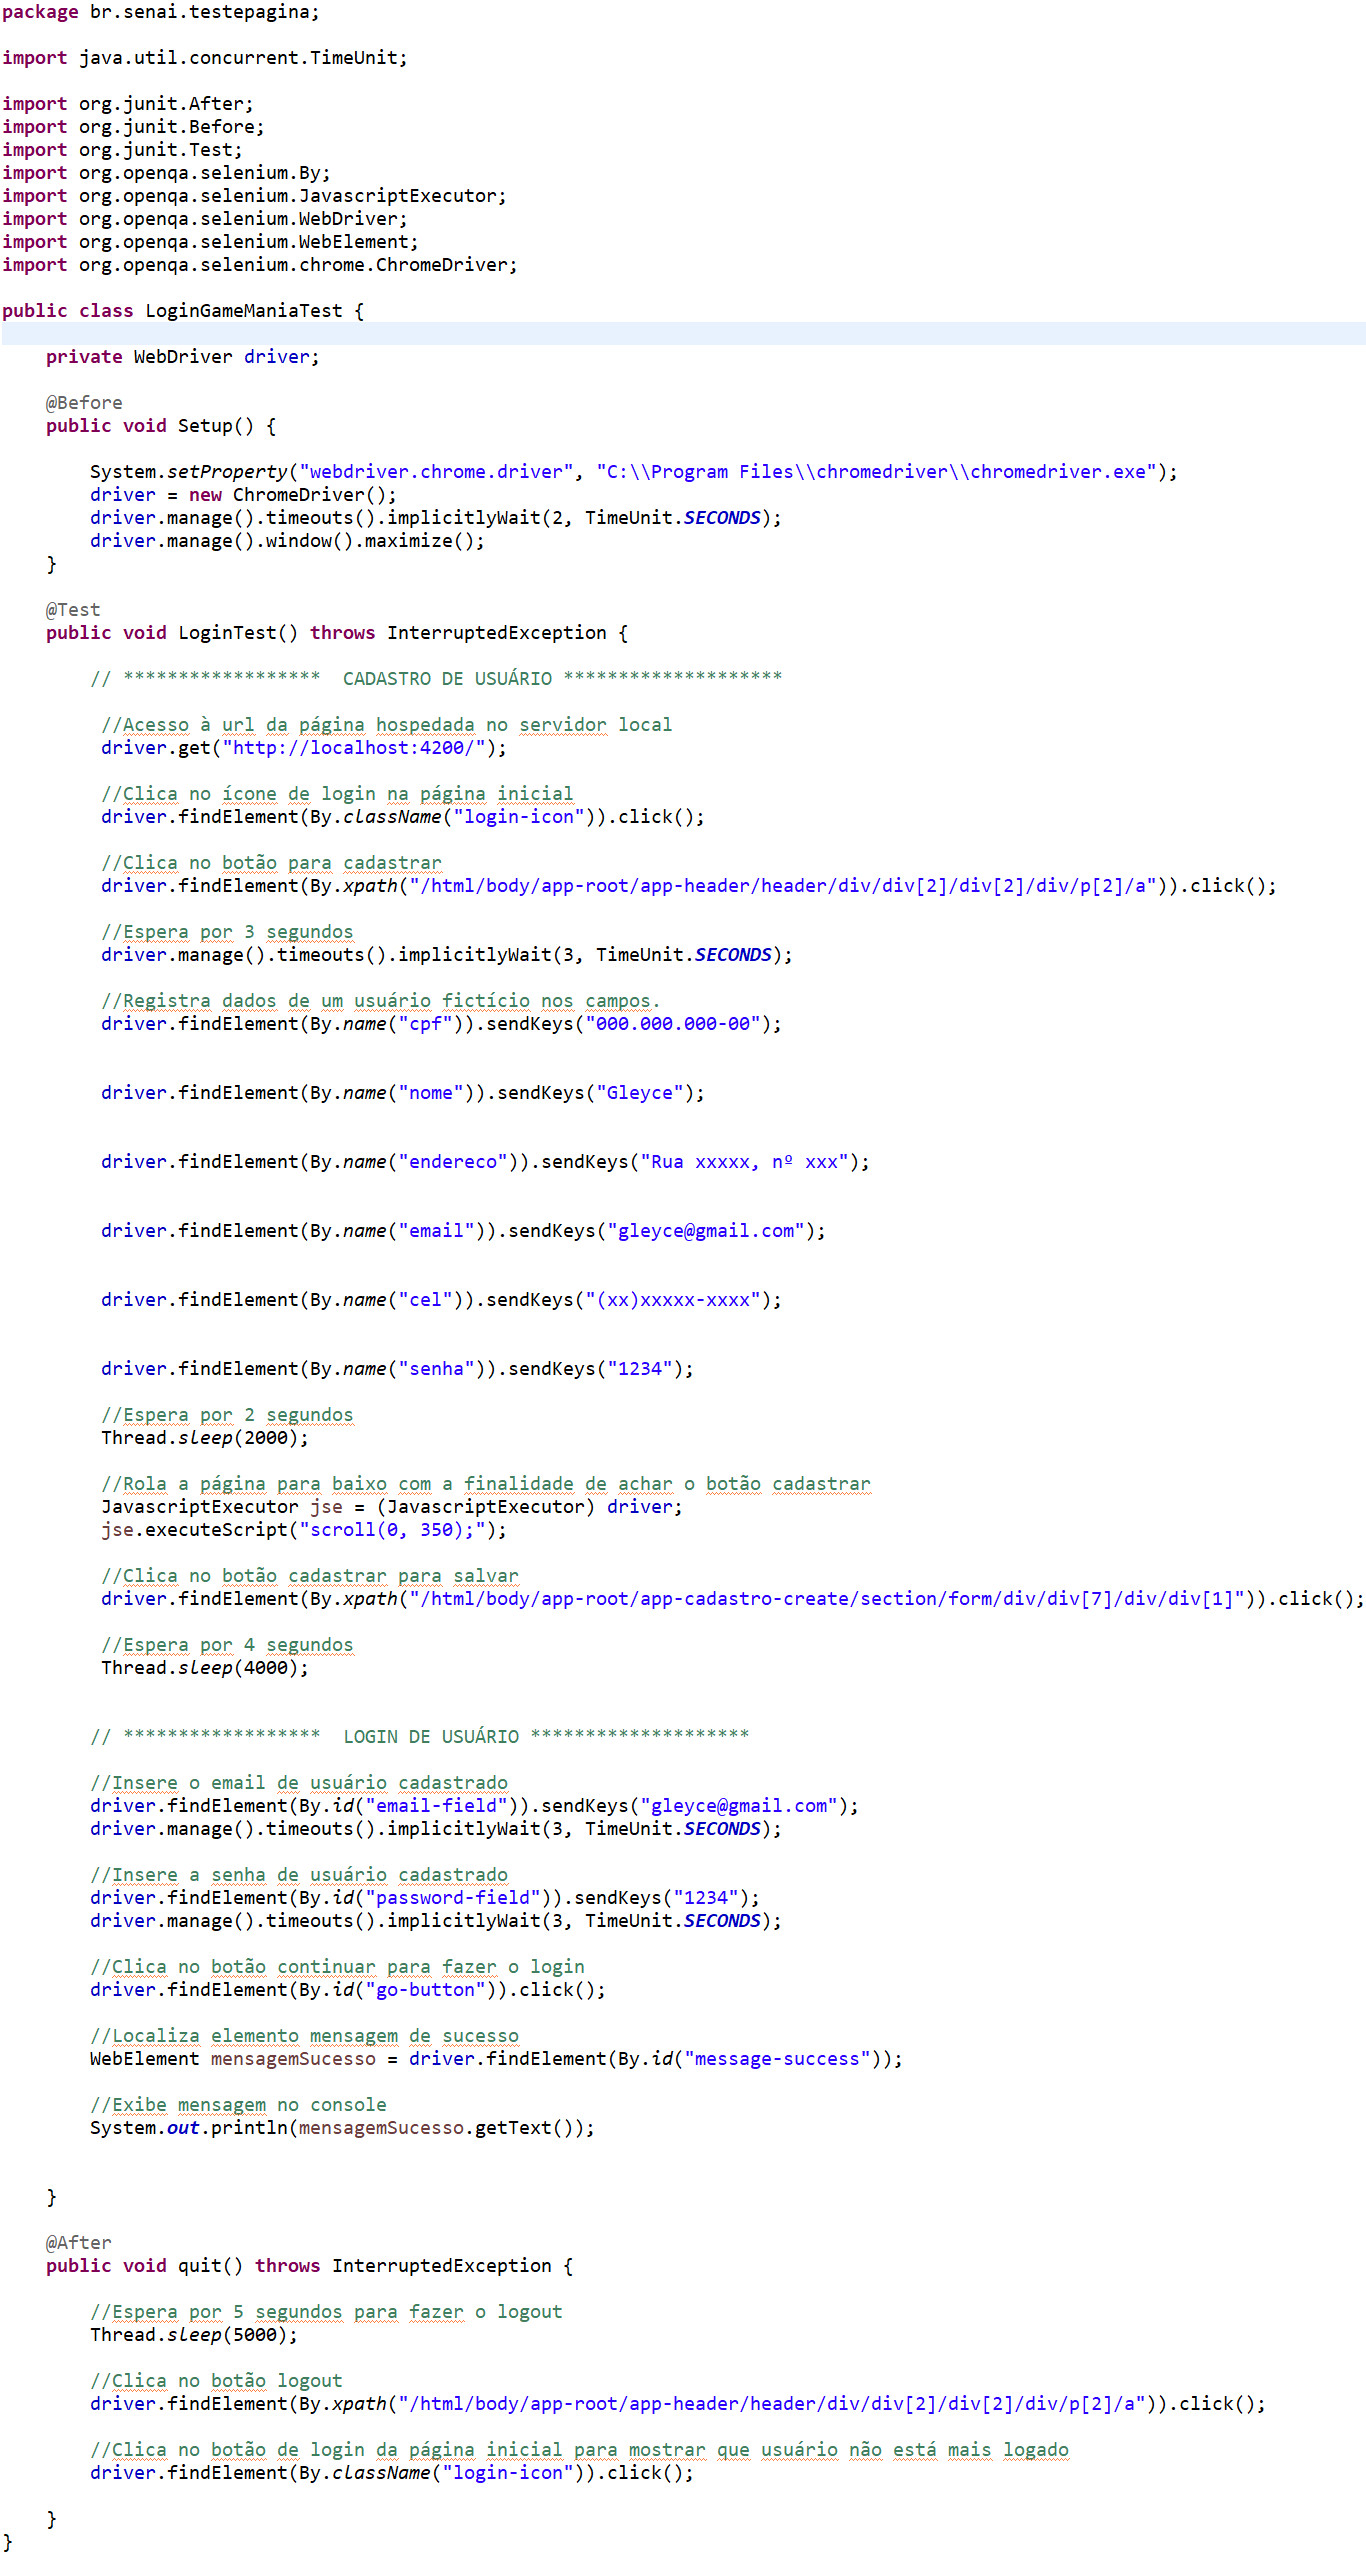 package br.senai.testepagina;
import java.util.concurrent.TimeUnit;
import org.junit.After;
import org.junit.Before;
import org.junit.Test;
import org.openqa.selenium.By;
import org.openqa.selenium.JavascriptExecutor;
import org.openqa.selenium.WebDriver;
import org.openqa.selenium.WebElement;
import org.openqa.selenium.chrome.ChromeDriver;
public class LoginGameManiaTest {
private WebDriver driver;
@Before
public void Setup() {
System.setProperty("webdriver.chrome.driver", "C:\\Program Files\\chromedriver\\chromedriver.exe");
driver = new ChromeDriver();
driver.manage().timeouts().implicitlyWait(2, TimeUnit.SECONDS);
driver.manage().window().maximize();
}
@Test
public void LoginTest() throws InterruptedException {
// ****************** CADASTRO DE USUÁRIO ********************
//Acesso à url da página hospedada no servidor local
driver.get("http://localhost:4200/");
//Clica no ícone de login na página inicial
driver.findElement(By.className("login-icon")).click();
//Clica no botão para cadastrar
driver.findElement(By.xpath("/html/body/app-root/app-header/header/div/div[2]/div[2]/div/p[2]/a")).click();
//Espera por 3 segundos
driver.manage().timeouts().implicitlyWait(3, TimeUnit.SECONDS);
//Registra dados de um usuário fictício nos campos.
driver.findElement(By.name("cpf")).sendKeys("000.000.000-00");
driver.findElement(By.name("nome")).sendKeys("Gleyce");
driver.findElement(By.name("endereco")).sendKeys("Rua xxxxx, nº xxx");
driver.findElement(By.name("email")).sendKeys("gleyce@gmail.com");
driver.findElement(By.name("cel")).sendKeys("(xx)xxxxx-xxxx");
driver.findElement(By.name("senha")).sendKeys("1234");
//Espera por 2 segundos
Thread.sleep(2000);
//Rola a página para baixo com a finalidade de achar o botão cadastrar
JavascriptExecutor jse = (JavascriptExecutor) driver;
jse.executeScript("scroll(0, 350);");
//Clica no botão cadastrar para salvar
driver.findElement(By.xpath("/html/body/app-root/app-cadastro-create/section/form/div/div[7]/div/div[1]")).click();
//Espera por 4 segundos
Thread.sleep(4000);
// ****************** LOGIN DE USUÁRIO ********************
//Insere o email de usuário cadastrado
driver.findElement(By.id("email-field")).sendKeys("gleyce@gmail.com");
driver.manage().timeouts().implicitlyWait(3, TimeUnit.SECONDS);
//Insere a senha de usuário cadastrado
driver.findElement(By.id("password-field")).sendKeys("1234");
driver.manage().timeouts().implicitlyWait(3, TimeUnit.SECONDS);
//Clica no botão continuar para fazer o login
driver.findElement(By.id("go-button")).click();
//Localiza elemento mensagem de sucesso
WebElement mensagemSucesso = driver.findElement(By.id("message-success"));
//Exibe mensagem no console
System.out.println(mensagemSucesso.getText());
}
@After
public void quit() throws InterruptedException {
//Espera por 5 segundos para fazer o logout
Thread.sleep(5000);
//Clica no botão logout
driver.findElement(By.xpath("/html/body/app-root/app-header/header/div/div[2]/div[2]/div/p[2]/a")).click();
//Clica no botão de login da página inicial para mostrar que usuário não está mais logado
driver.findElement(By.className("login-icon")).click();
}
}